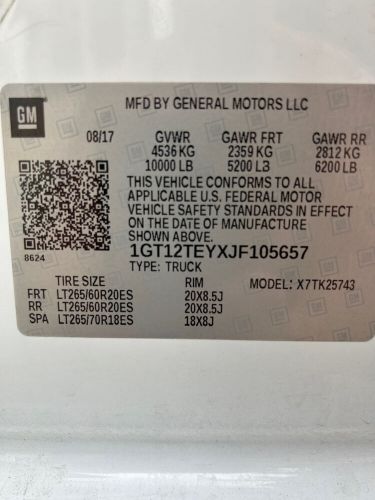 GM
MFD BY GENERAL MOTORS LLC
08/17 GVWR GAWR FRT GAWR RR
4536 KG 2359 KG 2812 KG
10000 LB 5200 LB 6200 LB
THIS VEHICLE CONFORMS TO ALL
APPLICABLE U.S. FEDERAL MOTOR
VEHICLE SAFETY STANDARDS IN EFFECT
ON THE DATE OF MANUFACTURE
SHOWN ABOVE.
8624
1GT12TEYXJF105657
TYPE: TRUCK
TIRE SIZE RIM MODEL: X7TK25743
FRT LT265/60R20ES 20X8.5J
RR LT265/60R20ES 20X8.5J
SPA LT265/70R18ES 18X8J